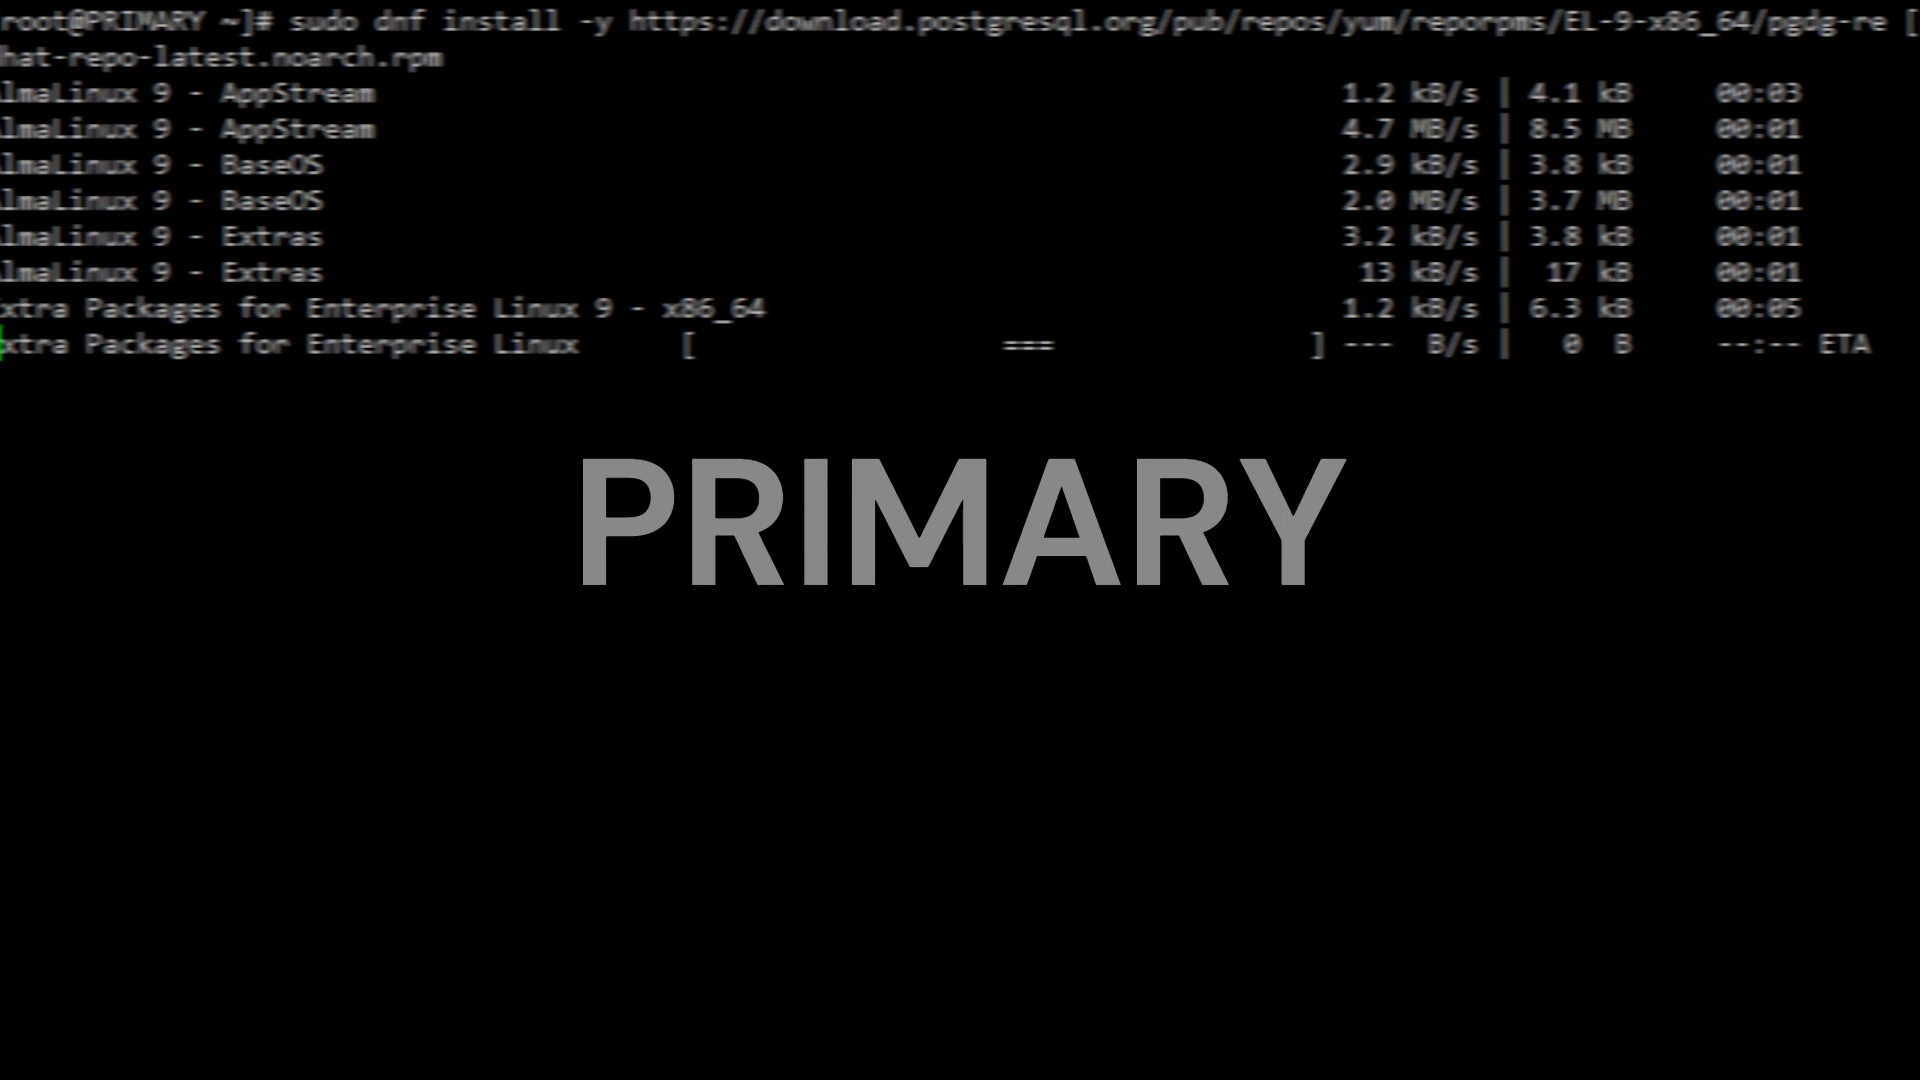 root@PRIMARY ~]# sudo dnf install -y https://download.postgresql.org/pub/repos/yum/reporpms/EL-9-x86_64/pgdg-re [
hat-repo-latest.noarch.rpm
lmaLinux 9 - AppStream 1.2 kB/s | 4.1 kB 00:03
lmaLinux 9 - AppStream 4.7 MB/s | 8.5 MB 00:01
lmaLinux 9 - BaseOS 2.9 kB/s | 3.8 kB 00:01
lmaLinux 9 - BaseOS 2.0 MB/s | 3.7 MB 00:01
lmaLinux 9 - Extras 3.2 kB/s | 3.8 kB 00:01
lmaLinux 9 - Extras 13 kB/s | 17 kB 00:01
xtra Packages for Enterprise Linux 9 - x86_64 1.2 kB/s | 6.3 kB 00:05
xtra Packages for Enterprise Linux [ === ] --- B/s | 0 B --:-- ETA
PRIMARY